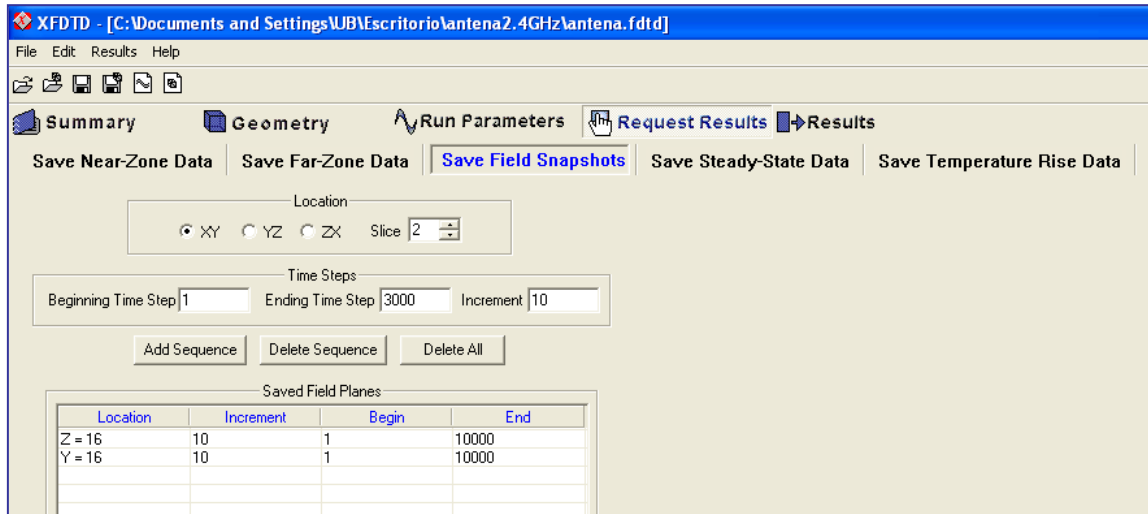 XFDTD - [C:\Documents and Settings\UB\Escritorio\antena2.4GHz\antena.fdtd]
File Edit Results Help
Summary Geometry Run Parameters Request Results Results
Save Near-Zone Data Save Far-Zone Data Save Field Snapshots Save Steady-State Data Save Temperature Rise Data
Location
XY YZ ZX Slice 2
Time Steps
Beginning Time Step 1 Ending Time Step 3000 Increment 10
Add Sequence Delete Sequence Delete All
Saved Field Planes
Location Increment Begin End
Z = 16 10 1 10000
Y = 16 10 1 10000